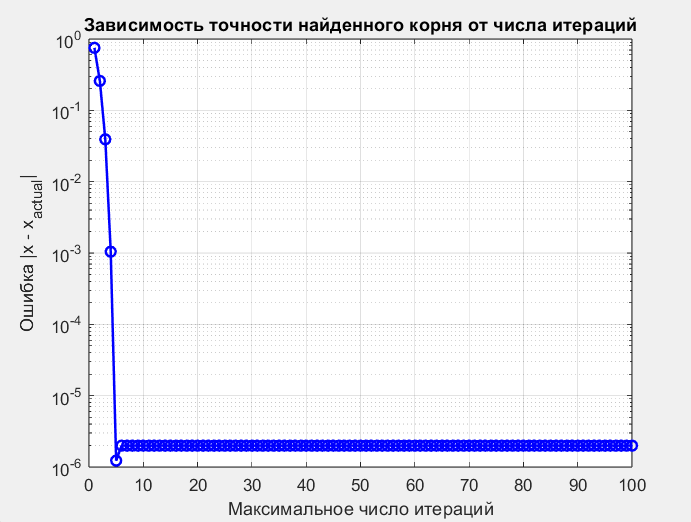 Зависимость точности найденного корня от числа итераций
10^0
10^-1
10^-2
10^-3
10^-4
10^-5
10^-6
Ошибка |x - x_actual|
0 10 20 30 40 50 60 70 80 90 100
Максимальное число итераций